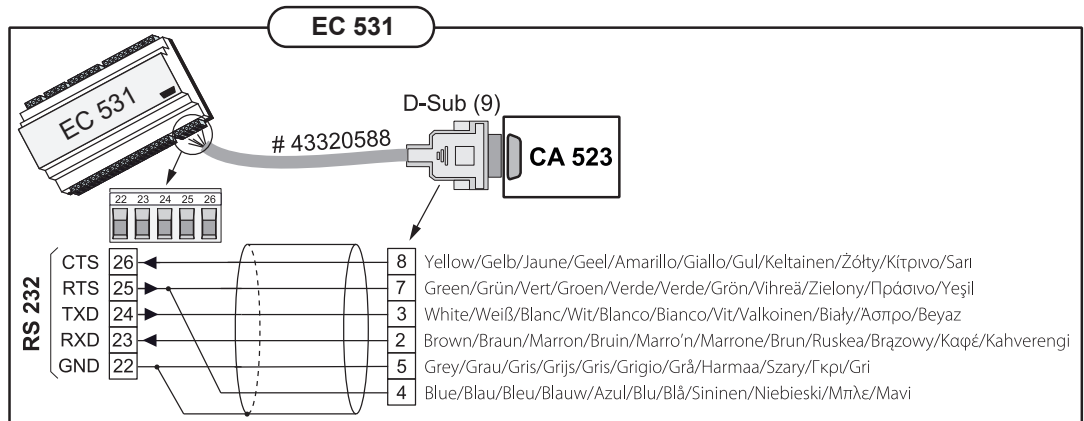 EC 531
EC 531
D-Sub (9)
# 43320588
CA 523
22 23 24 25 26
RS 232
CTS 26 8 Yellow/Gelb/Jaune/Geel/Amarillo/Giallo/Gul/Keltainen/Żółty/Κίτρινο/Sarı
RTS 25 7 Green/Grün/Vert/Groen/Verde/Verde/Grön/Vihreä/Zielony/Πράσινο/Yeşil
TXD 24 3 White/Weiß/Blanc/Wit/Blanco/Bianco/Vit/Valkoinen/Biały/Άσπρο/Beyaz
RXD 23 2 Brown/Braun/Marron/Bruin/Marro'n/Marrone/Brun/Ruskea/Brązowy/Καφέ/Kahverengi
GND 22 5 Grey/Grau/Gris/Grijs/Gris/Grigio/Grå/Harmaa/Szary/Γκρι/Gri
4 Blue/Blau/Bleu/Blauw/Azul/Blu/Blå/Sininen/Niebieski/Μπλε/Mavi